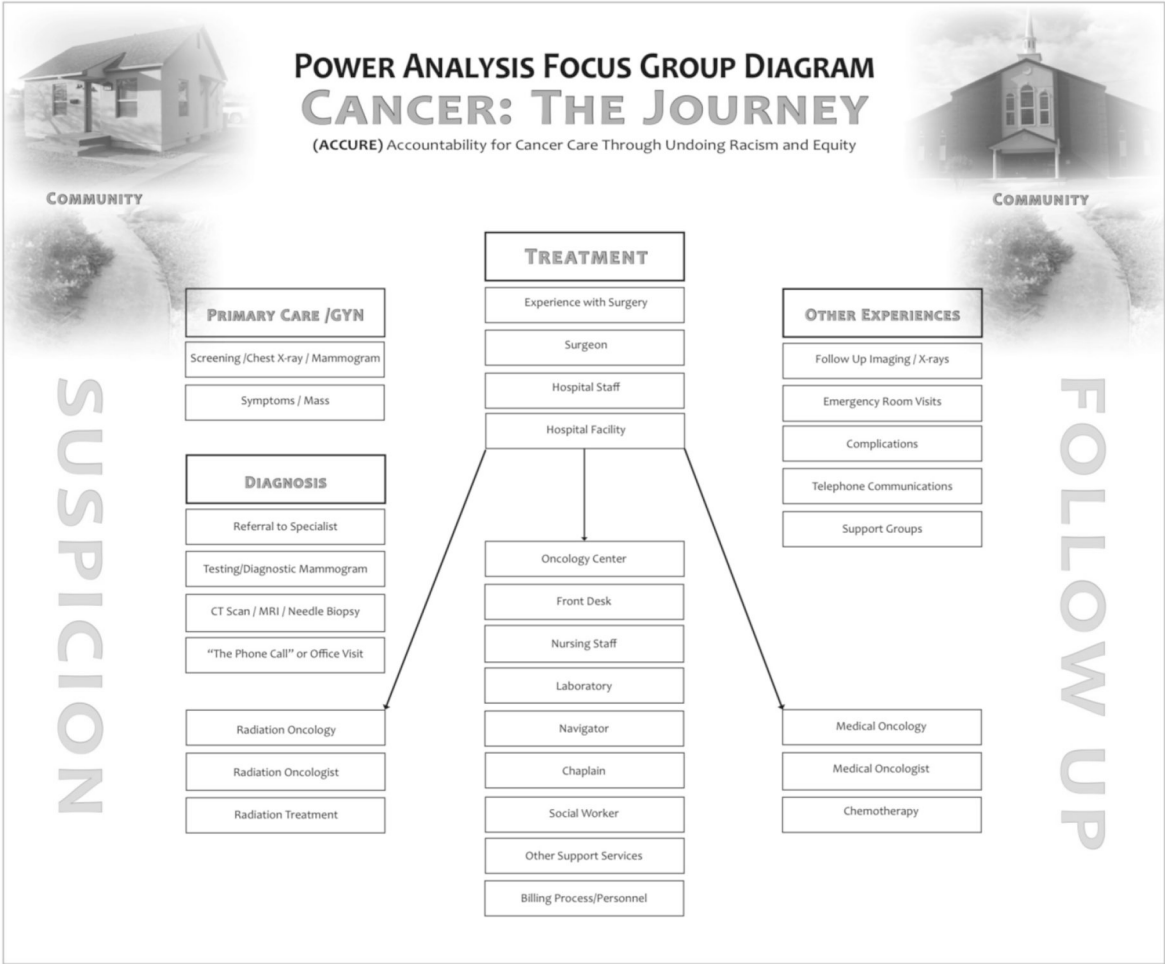 POWER ANALYSIS FOCUS GROUP DIAGRAM
CANCER: THE JOURNEY
(ACCURE) Accountability for Cancer Care Through Undoing Racism and Equity
COMMUNITY
COMMUNITY
SUSPICION
PRIMARY CARE /GYN
Screening /Chest X-ray / Mammogram
Symptoms / Mass
DIAGNOSIS
Referral to Specialist
Testing/Diagnostic Mammogram
CT Scan / MRI / Needle Biopsy
“The Phone Call” or Office Visit
Radiation Oncology
Radiation Oncologist
Radiation Treatment
TREATMENT
Experience with Surgery
Surgeon
Hospital Staff
Hospital Facility
Oncology Center
Front Desk
Nursing Staff
Laboratory
Navigator
Chaplain
Social Worker
Other Support Services
Billing Process/Personnel
OTHER EXPERIENCES
Follow Up Imaging / X-rays
Emergency Room Visits
Complications
Telephone Communications
Support Groups
Medical Oncology
Medical Oncologist
Chemotherapy
FOLLOW UP